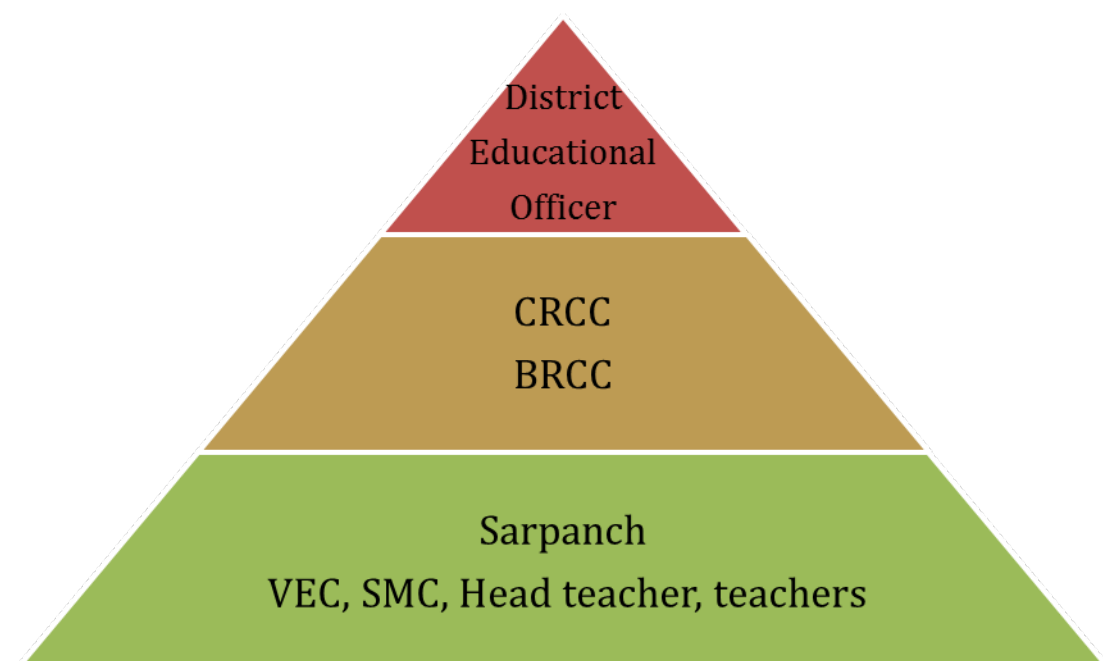 District
Educational
Officer
CRCC
BRCC
Sarpanch
VEC, SMC, Head teacher, teachers